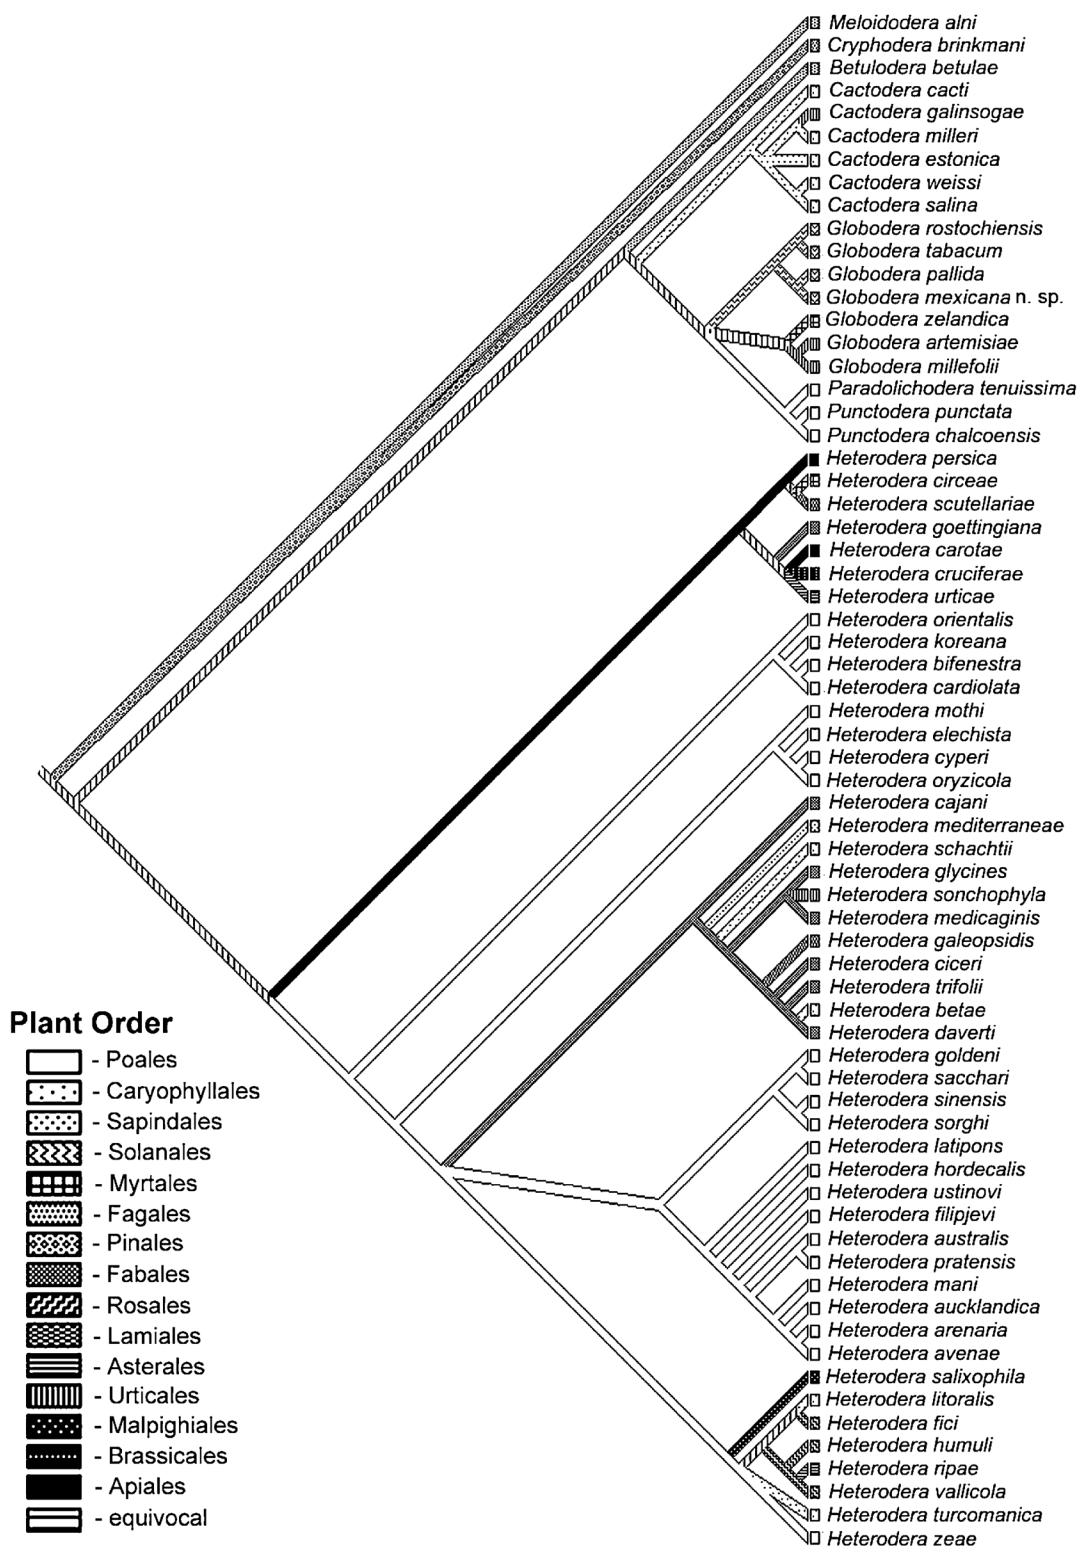 Meloidodera alni
Cryphodera brinkmani
Betulodera betulae
Cactodera cacti
Cactodera galinsogae
Cactodera milleri
Cactodera estonica
Cactodera weissi
Cactodera salina
Globodera rostochiensis
Globodera tabacum
Globodera pallida
Globodera mexicana n. sp.
Globodera zelandica
Globodera artemisiae
Globodera millefolii
Paradolichodera tenuissima
Punctodera punctata
Punctodera chalcoensis
Heterodera persica
Heterodera circeae
Heterodera scutellariae
Heterodera goettingiana
Heterodera carotae
Heterodera cruciferae
Heterodera urticae
Heterodera orientalis
Heterodera koreana
Heterodera bifenestra
Heterodera cardiolata
Heterodera mothi
Heterodera elechista
Heterodera cyperi
Heterodera oryzicola
Heterodera cajani
Heterodera mediterraneae
Heterodera schachtii
Heterodera glycines
Heterodera sonchophyla
Heterodera medicaginis
Heterodera galeopsidis
Heterodera ciceri
Heterodera trifolii
Heterodera betae
Heterodera daverti
Heterodera goldeni
Heterodera sacchari
Heterodera sinensis
Heterodera sorghi
Heterodera latipons
Heterodera hordecalis
Heterodera ustinovi
Heterodera filipjevi
Heterodera australis
Heterodera pratensis
Heterodera mani
Heterodera aucklandica
Heterodera arenaria
Heterodera avenae
Heterodera salixophila
Heterodera litoralis
Heterodera fici
Heterodera humuli
Heterodera ripae
Heterodera vallicola
Heterodera turcomanica
Heterodera zeae
Plant Order
- Poales
- Caryophyllales
- Sapindales
- Solanales
- Myrtales
- Fagales
- Pinales
- Fabales
- Rosales
- Lamiales
- Asterales
- Urticales
- Malpighiales
- Brassicales
- Apiales
- equivocal